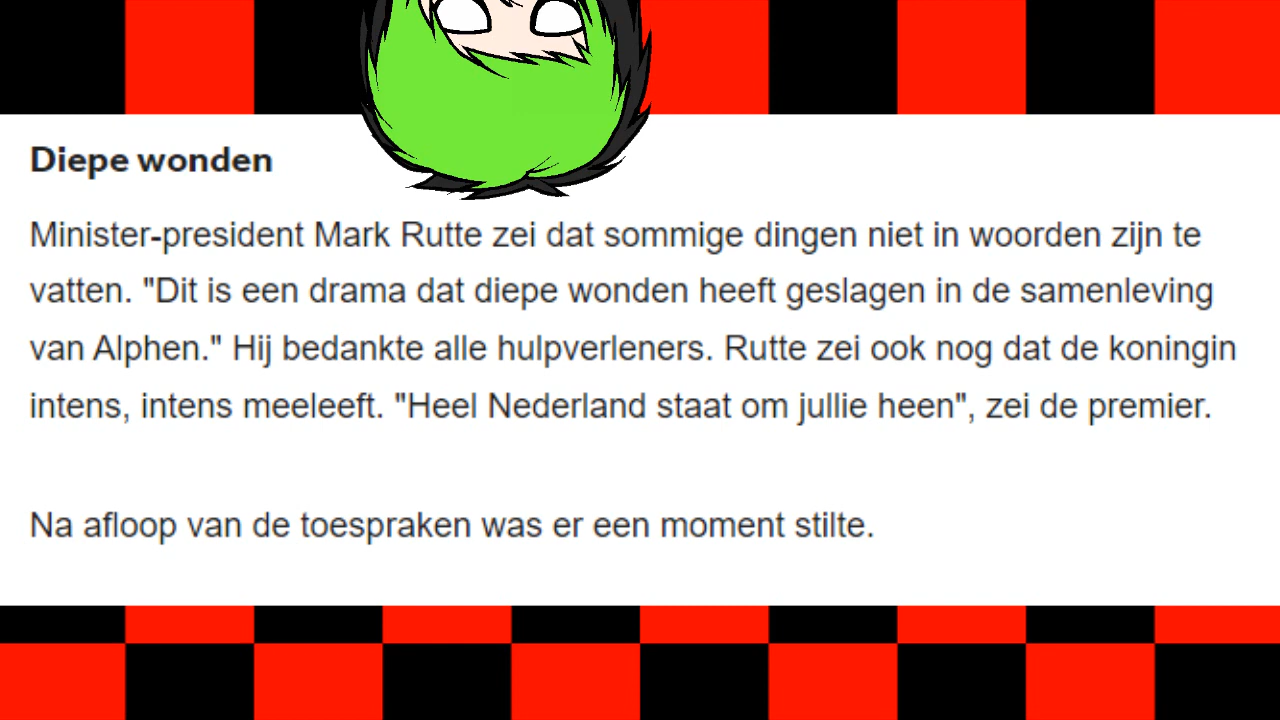 Diepe wonden
Minister-president Mark Rutte zei dat sommige dingen niet in woorden zijn te
vatten. "Dit is een drama dat diepe wonden heeft geslagen in de samenleving
van Alphen." Hij bedankte alle hulpverleners. Rutte zei ook nog dat de koningin
intens, intens meeleeft. "Heel Nederland staat om jullie heen", zei de premier.
Na afloop van de toespraken was er een moment stilte.